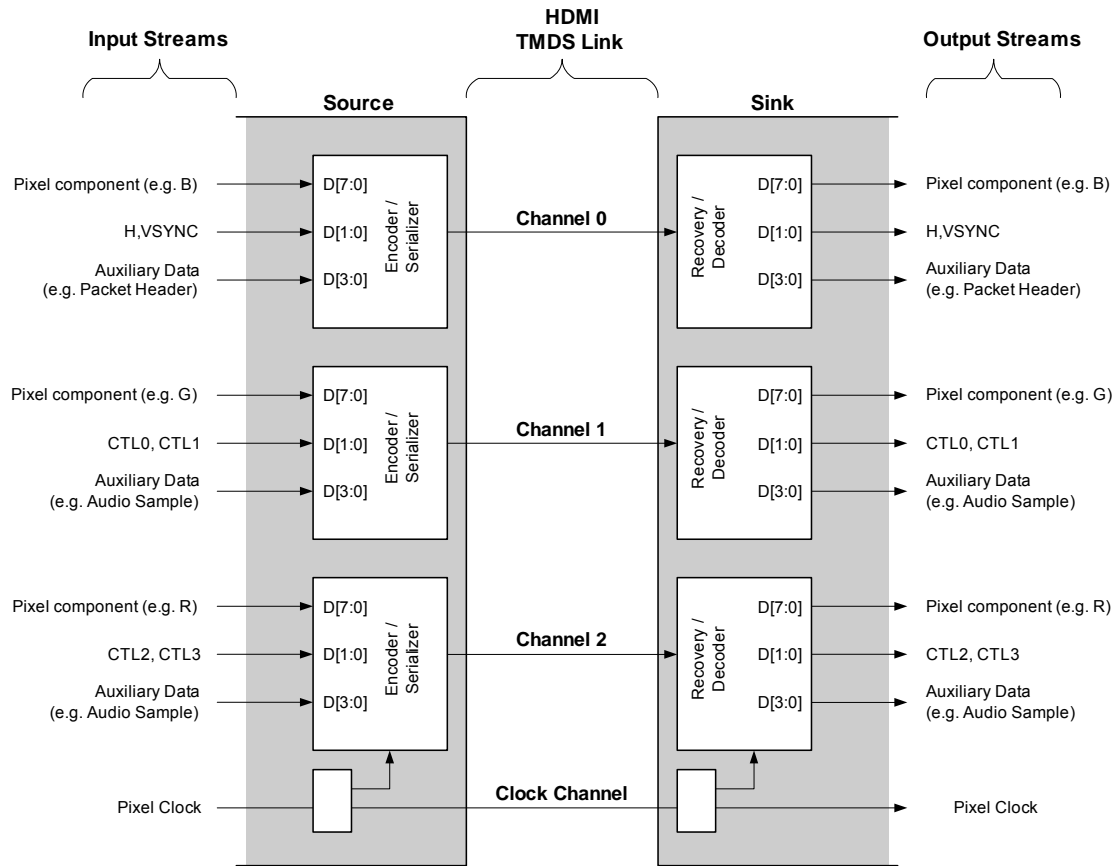 HDMI
TMDS Link
Input Streams
Output Streams
Source
Sink
Pixel component (e.g. B)
D[7:0]
H,VSYNC
D[1:0]
Auxiliary Data
(e.g. Packet Header)
D[3:0]
Encoder /
Serializer
Channel 0
Recovery /
Decoder
D[7:0]
Pixel component (e.g. B)
D[1:0]
H,VSYNC
D[3:0]
Auxiliary Data
(e.g. Packet Header)
Pixel component (e.g. G)
D[7:0]
CTL0, CTL1
D[1:0]
Auxiliary Data
(e.g. Audio Sample)
D[3:0]
Encoder /
Serializer
Channel 1
Recovery /
Decoder
D[7:0]
Pixel component (e.g. G)
D[1:0]
CTL0, CTL1
D[3:0]
Auxiliary Data
(e.g. Audio Sample)
Pixel component (e.g. R)
D[7:0]
CTL2, CTL3
D[1:0]
Auxiliary Data
(e.g. Audio Sample)
D[3:0]
Encoder /
Serializer
Channel 2
Recovery /
Decoder
D[7:0]
Pixel component (e.g. R)
D[1:0]
CTL2, CTL3
D[3:0]
Auxiliary Data
(e.g. Audio Sample)
Pixel Clock
Clock Channel
Pixel Clock